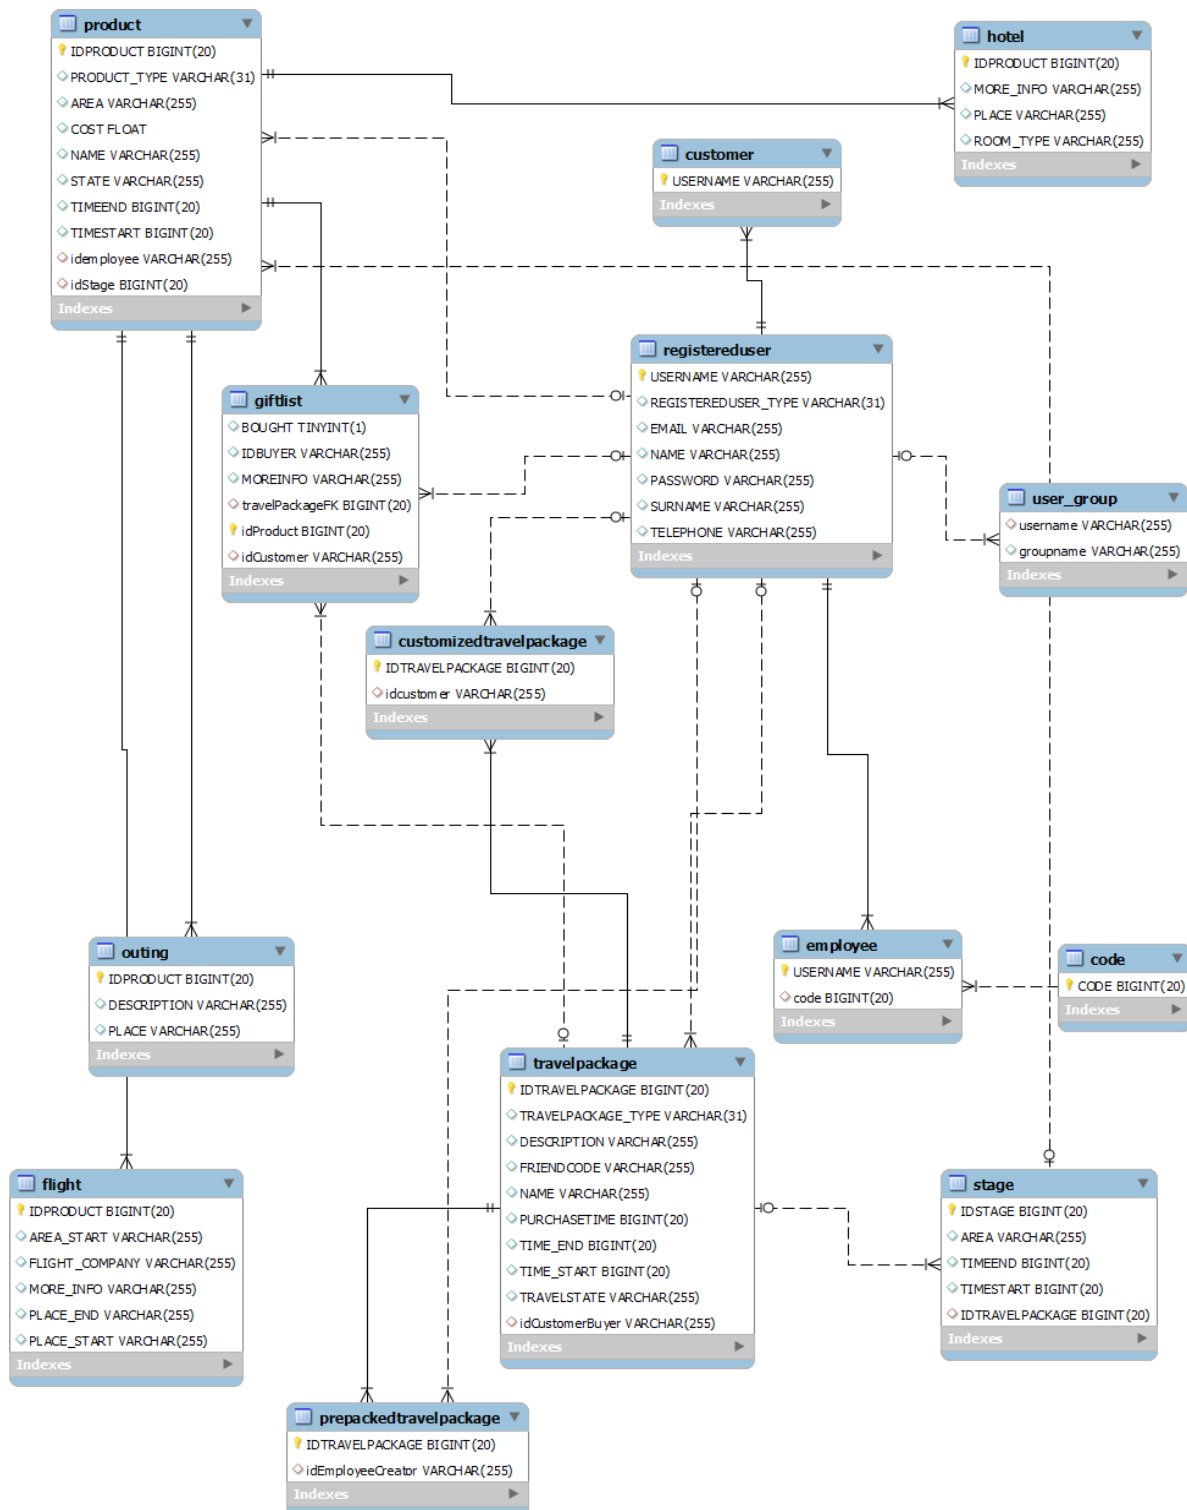 product
IDPRODUCT BIGINT(20)
PRODUCT_TYPE VARCHAR(31)
AREA VARCHAR(255)
COST FLOAT
NAME VARCHAR(255)
STATE VARCHAR(255)
TIMEEND BIGINT(20)
TIMESTART BIGINT(20)
idemployee VARCHAR(255)
idStage BIGINT(20)
Indexes
hotel
IDPRODUCT BIGINT(20)
MORE_INFO VARCHAR(255)
PLACE VARCHAR(255)
ROOM_TYPE VARCHAR(255)
Indexes
customer
USERNAME VARCHAR(255)
Indexes
registereduser
USERNAME VARCHAR(255)
REGISTEREDUSER_TYPE VARCHAR(31)
EMAIL VARCHAR(255)
NAME VARCHAR(255)
PASSWORD VARCHAR(255)
SURNAME VARCHAR(255)
TELEPHONE VARCHAR(255)
Indexes
giftlist
BOUGHT TINYINT(1)
IDBUYER VARCHAR(255)
MOREINFO VARCHAR(255)
travelPackageFK BIGINT(20)
idProduct BIGINT(20)
idCustomer VARCHAR(255)
Indexes
user_group
username VARCHAR(255)
groupname VARCHAR(255)
Indexes
customizedtravelpackage
IDTRAVELPACKAGE BIGINT(20)
idcustomer VARCHAR(255)
Indexes
outing
IDPRODUCT BIGINT(20)
DESCRIPTION VARCHAR(255)
PLACE VARCHAR(255)
Indexes
employee
USERNAME VARCHAR(255)
code BIGINT(20)
Indexes
code
CODE BIGINT(20)
Indexes
travelpackage
IDTRAVELPACKAGE BIGINT(20)
TRAVELPACKAGE_TYPE VARCHAR(31)
DESCRIPTION VARCHAR(255)
FRIENDCODE VARCHAR(255)
NAME VARCHAR(255)
PURCHASETIME BIGINT(20)
TIME_END BIGINT(20)
TIME_START BIGINT(20)
TRAVELSTATE VARCHAR(255)
idCustomerBuyer VARCHAR(255)
Indexes
flight
IDPRODUCT BIGINT(20)
AREA_START VARCHAR(255)
FLIGHT_COMPANY VARCHAR(255)
MORE_INFO VARCHAR(255)
PLACE_END VARCHAR(255)
PLACE_START VARCHAR(255)
Indexes
stage
IDSTAGE BIGINT(20)
AREA VARCHAR(255)
TIMEEND BIGINT(20)
TIMESTART BIGINT(20)
IDTRAVELPACKAGE BIGINT(20)
Indexes
prepackedtravelpackage
IDTRAVELPACKAGE BIGINT(20)
idEmployeeCreator VARCHAR(255)
Indexes